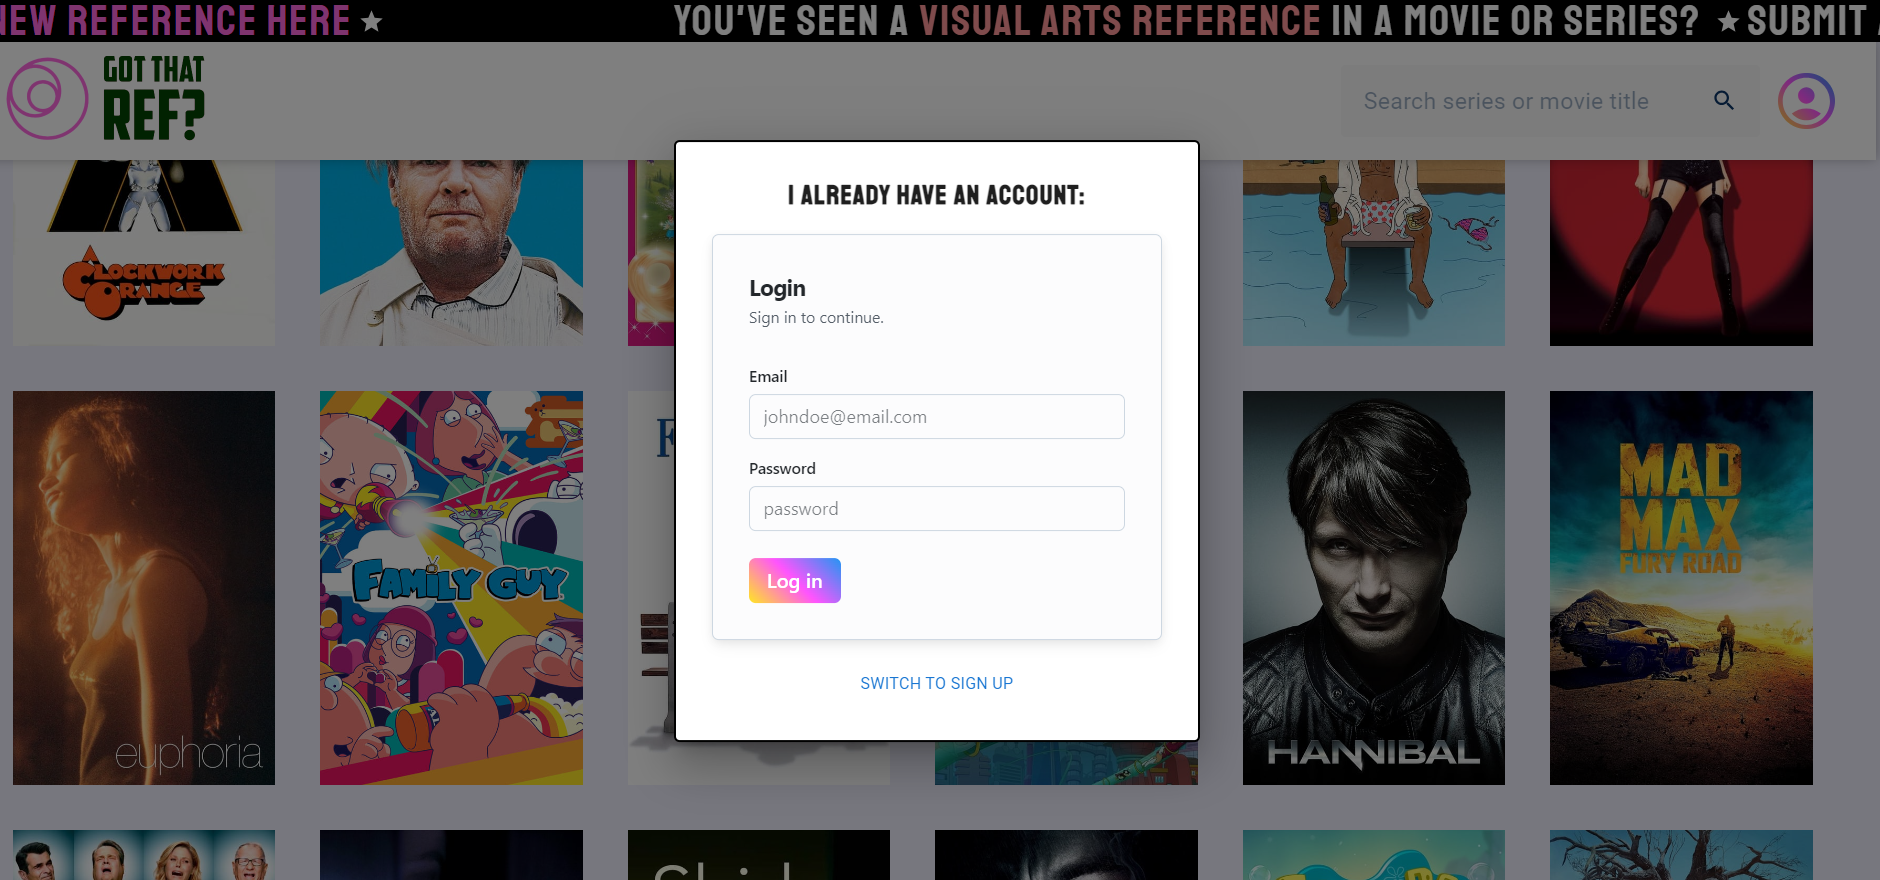 NEW REFERENCE HERE ★ YOU'VE SEEN A VISUAL ARTS REFERENCE IN A MOVIE OR SERIES? ★ SUBMIT
GOT THAT
REF?
Search series or movie title
A
CLOCKWORK
ORANGE
I ALREADY HAVE AN ACCOUNT:
Login
Sign in to continue.
Email
johndoe@email.com
Password
password
Log in
SWITCH TO SIGN UP
euphoria
FAMILY GUY
F
HANNIBAL
MAD
MAX
FURY ROAD